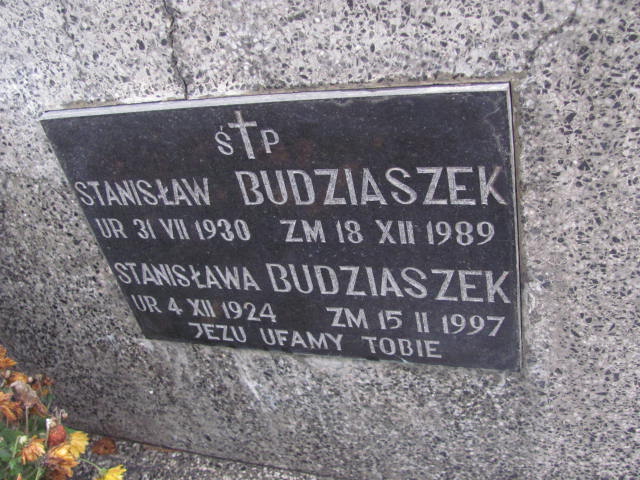 Ś†P
STANISŁAW BUDZIASZEK
UR 31 VII 1930 ZM 18 XII 1989
STANISŁAWA BUDZIASZEK
UR 4 XII 1924 ZM 15 II 1997
JEZU UFAMY TOBIE